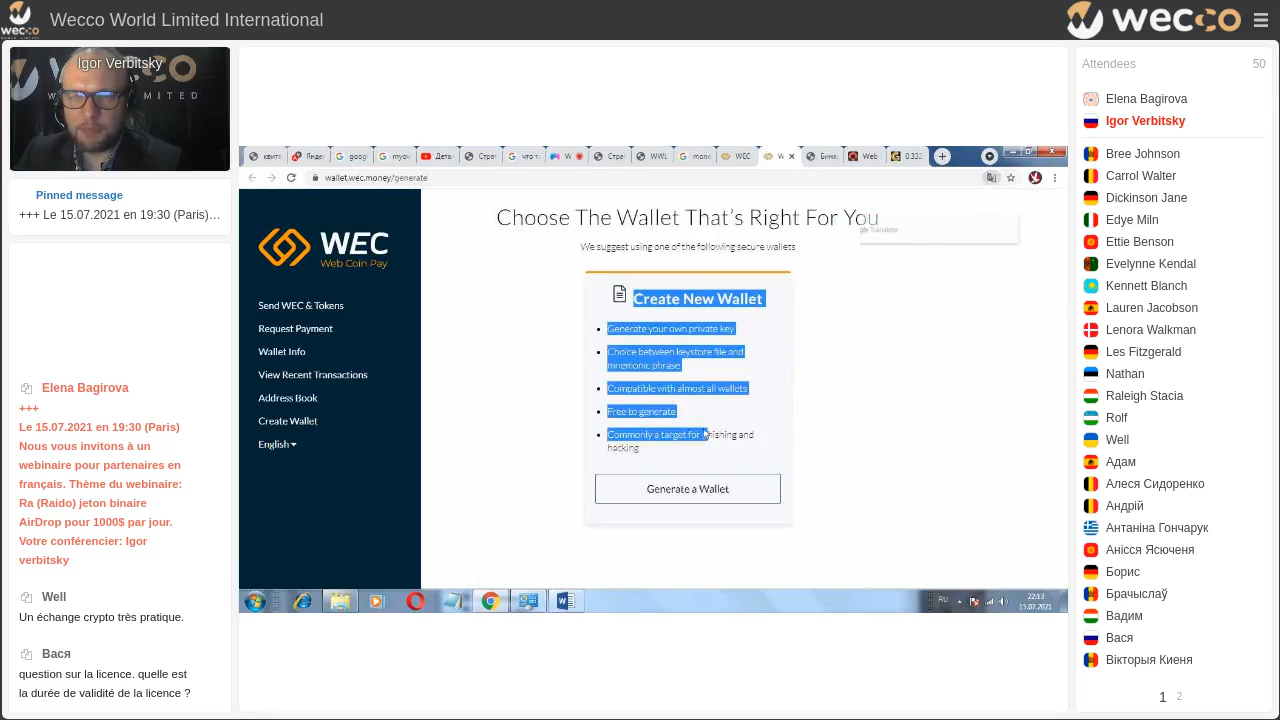 Wecco World Limited International
wecco
Igor Verbitsky
Pinned message
+++ Le 15.07.2021 en 19:30 (Paris)…
Elena Bagirova
+++
Le 15.07.2021 en 19:30 (Paris)
Nous vous invitons à un
webinaire pour partenaires en
français. Thème du webinaire:
Ra (Raido) jeton binaire
AirDrop pour 1000$ par jour.
Votre conférencier: Igor
verbitsky
Well
Un échange crypto très pratique.
Вася
question sur la licence. quelle est
la durée de validité de la licence ?
wallet.wec.money/generate
WEC
Web Coin Pay
Send WEC & Tokens
Request Payment
Wallet Info
View Recent Transactions
Address Book
Create Wallet
English
Choose The Wallet That's Right For You
We suggest using one of the following secure wallets
Create New Wallet
Generate your own private key
Choice between keystore file and
mnemonic phrase
Compatible with almost all wallets
Free to generate
Commonly a target for phishing and
hacking
Generate a Wallet
RU
22:13
15.07.2021
Attendees 50
Elena Bagirova
Igor Verbitsky
Bree Johnson
Carrol Walter
Dickinson Jane
Edye Miln
Ettie Benson
Evelynne Kendal
Kennett Blanch
Lauren Jacobson
Lenora Walkman
Les Fitzgerald
Nathan
Raleigh Stacia
Rolf
Well
Адам
Алеся Сидоренко
Андрій
Антаніна Гончарук
Анісся Ясюченя
Борис
Брачыслаў
Вадим
Вася
Вікторыя Киеня
1 2